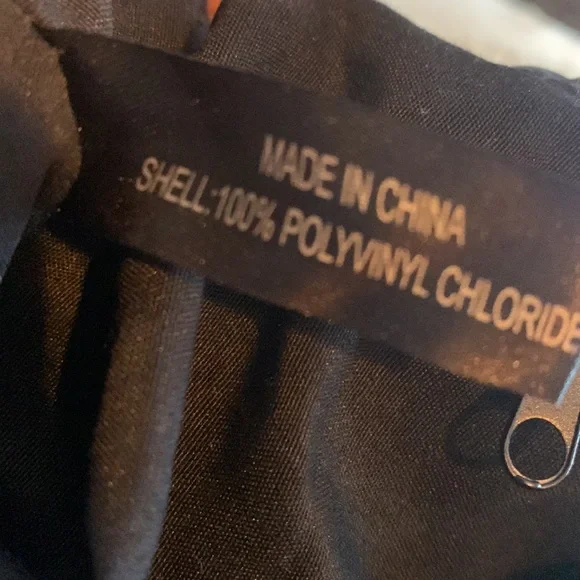 MADE IN CHINA
SHELL:100% POLYVINYL CHLORIDE